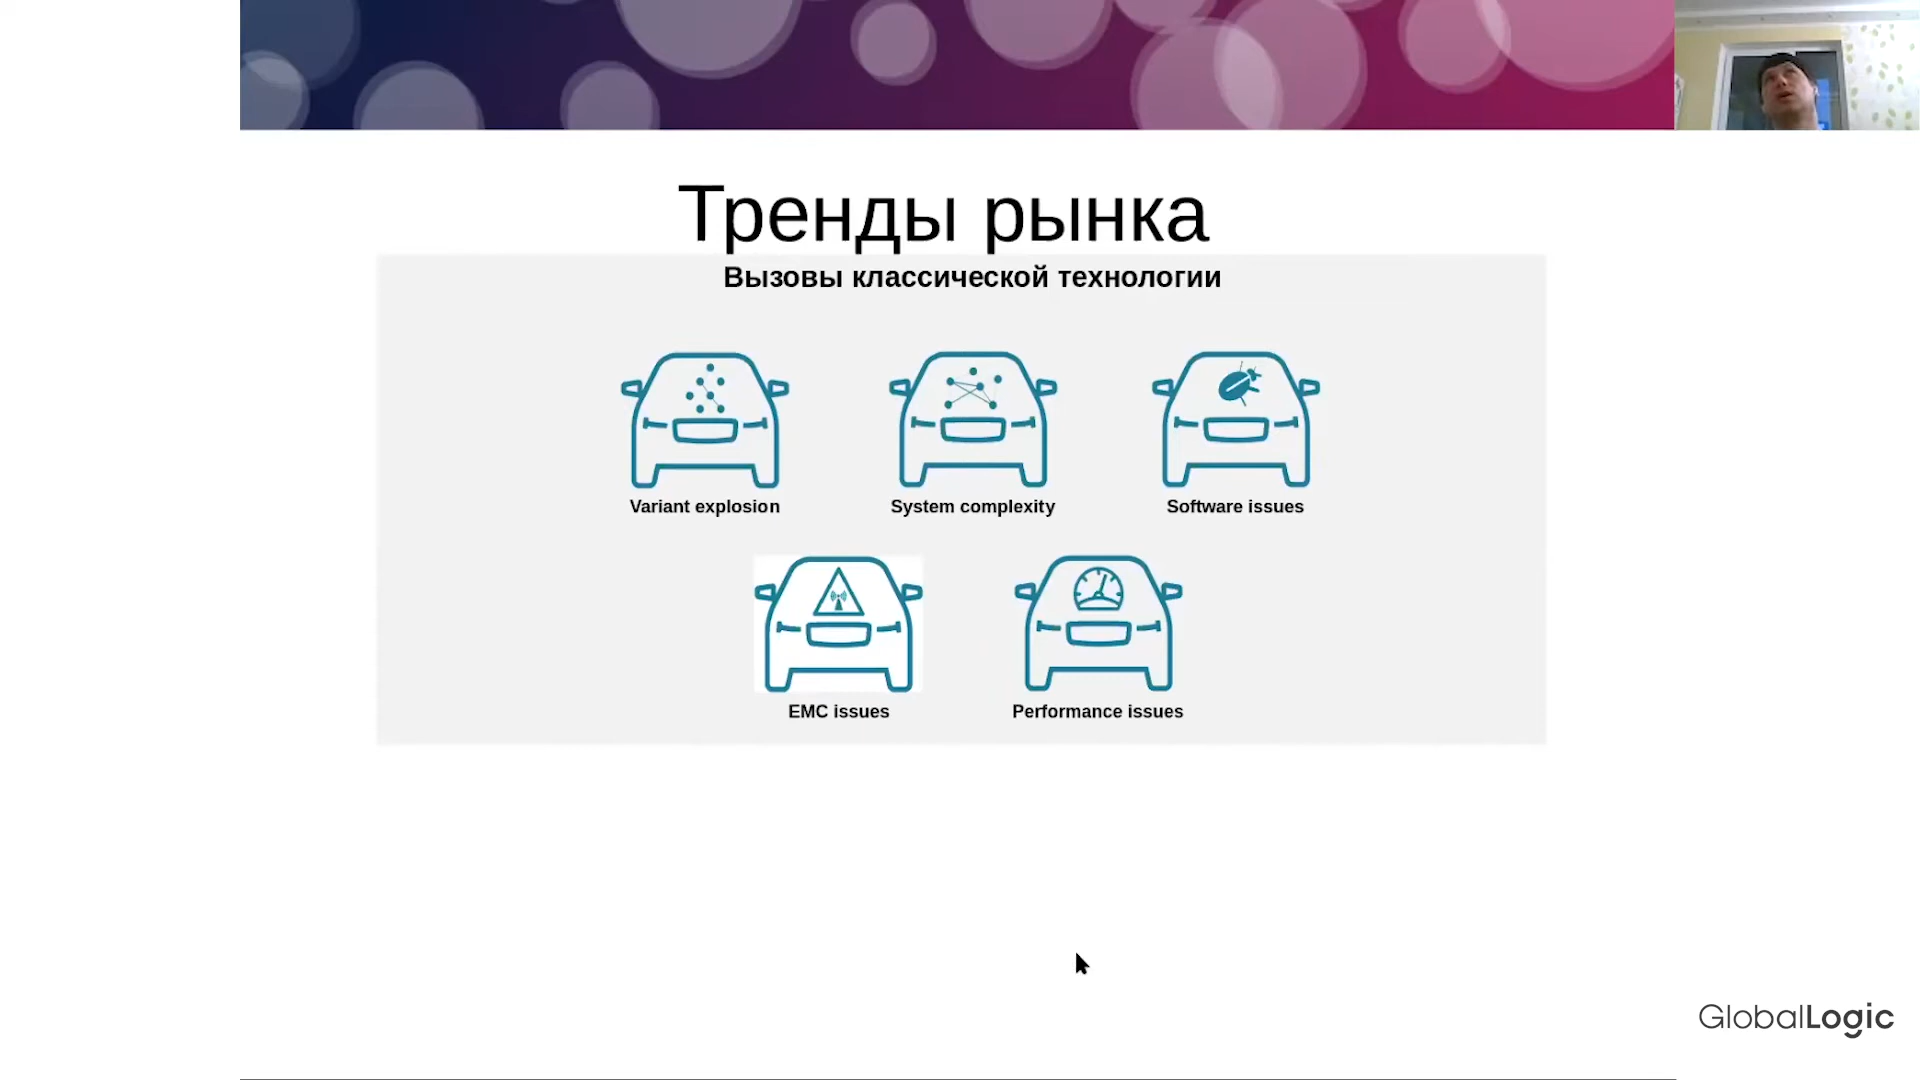 Тренды рынка
Вызовы классической технологии
Variant explosion
System complexity
Software issues
EMC issues
Performance issues
GlobalLogic